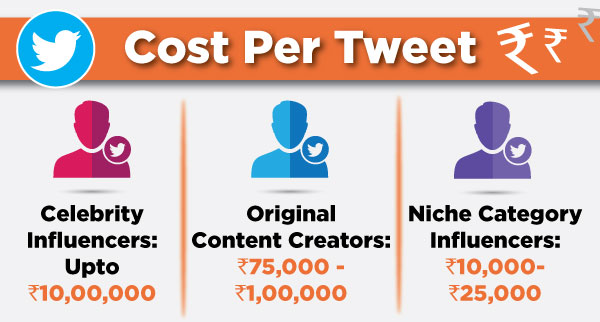 Cost Per Tweet ₹ ₹ ₹
Celebrity
Influencers:
Upto
₹10,00,000
Original
Content Creators:
₹75,000 -
₹1,00,000
Niche Category
Influencers:
₹10,000-
₹25,000